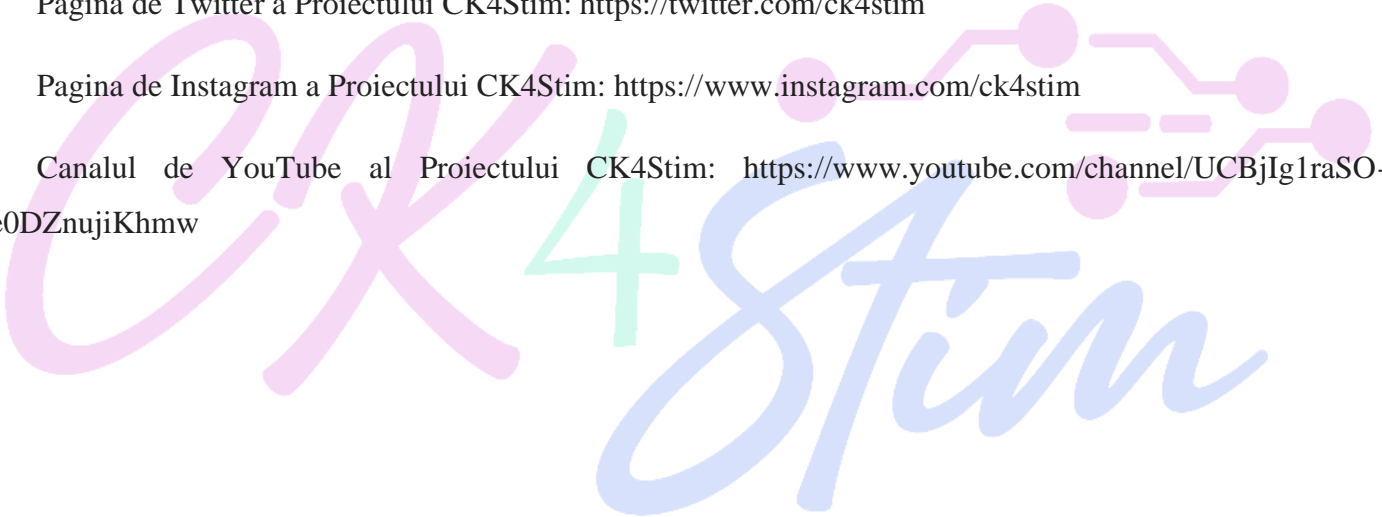 Pagina de Twitter a Proiectului CK4Stim: https://twitter.com/ck4stim
Pagina de Instagram a Proiectului CK4Stim: https://www.instagram.com/ck4stim
Canalul de YouTube al Proiectului CK4Stim: https://www.youtube.com/channel/UCBjIg1raSO-
e0DZnujiKhmw
CK4Stim